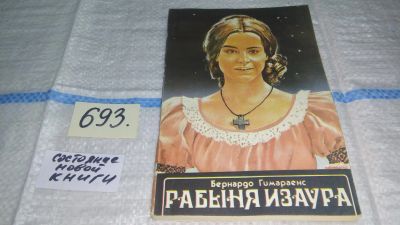 693.
состояние
новой
книги
Бернардо Гимараенс
РАБЫНЯ ИЗАУРА